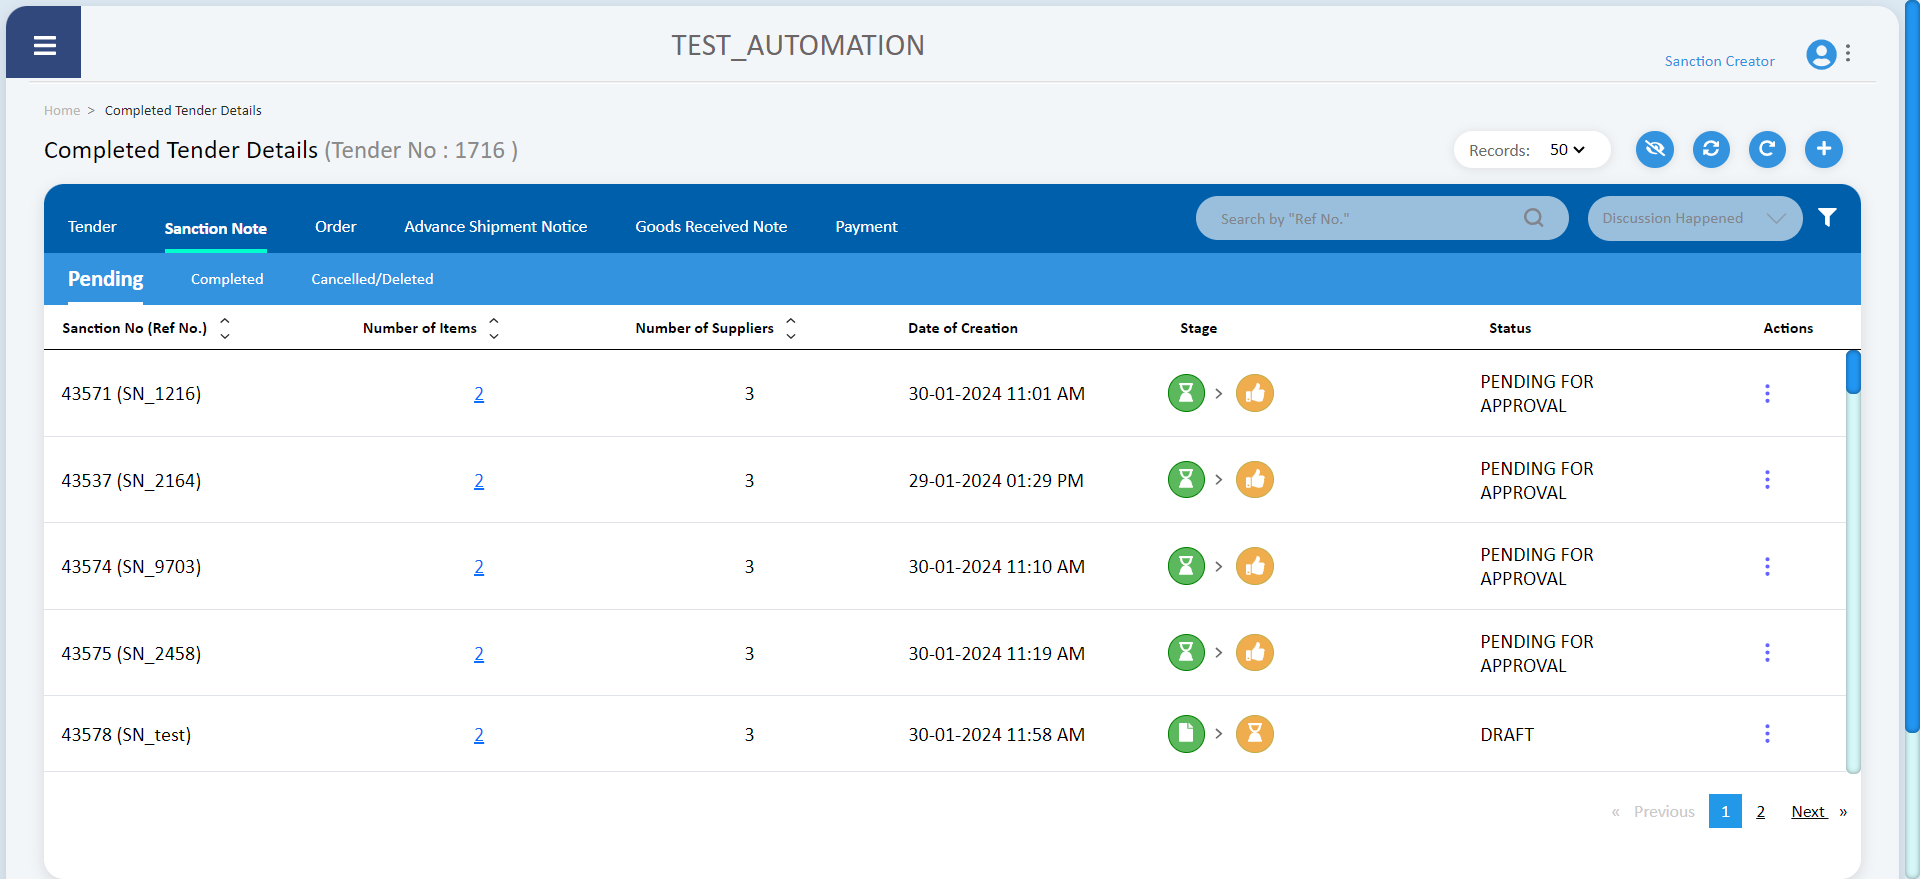 TEST_AUTOMATION
Sanction Creator
Home > Completed Tender Details
Completed Tender Details (Tender No : 1716 )
Records: 50
Tender Sanction Note Order Advance Shipment Notice Goods Received Note Payment Search by "Ref No." Discussion Happened
Pending Completed Cancelled/Deleted
Sanction No (Ref No.) Number of Items Number of Suppliers Date of Creation Stage Status Actions
43571 (SN_1216) 2 3 30-01-2024 11:01 AM > PENDING FOR
APPROVAL
43537 (SN_2164) 2 3 29-01-2024 01:29 PM > PENDING FOR
APPROVAL
43574 (SN_9703) 2 3 30-01-2024 11:10 AM > PENDING FOR
APPROVAL
43575 (SN_2458) 2 3 30-01-2024 11:19 AM > PENDING FOR
APPROVAL
43578 (SN_test) 2 3 30-01-2024 11:58 AM > DRAFT
« Previous 1 2 Next »